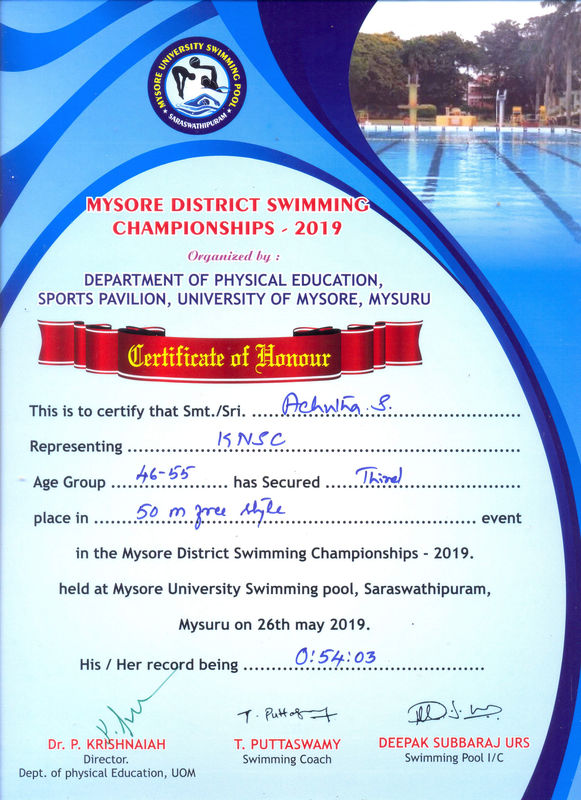 MYSORE UNIVERSITY SWIMMING POOL
★ SARASWATHIPURAM ★
MYSORE DISTRICT SWIMMING
CHAMPIONSHIPS - 2019
Organized by :
DEPARTMENT OF PHYSICAL EDUCATION,
SPORTS PAVILION, UNIVERSITY OF MYSORE, MYSURU
Certificate of Honour
This is to certify that Smt./Sri. Achutha. S.
Representing KNSC
Age Group 46-55 has Secured Third
place in 50 m free style event
in the Mysore District Swimming Championships - 2019.
held at Mysore University Swimming pool, Saraswathipuram,
Mysuru on 26th may 2019.
His / Her record being 0:54:03
Dr. P. KRISHNAIAH T. PUTTASWAMY DEEPAK SUBBARAJ URS
Director. Swimming Coach Swimming Pool I/C
Dept. of physical Education, UOM